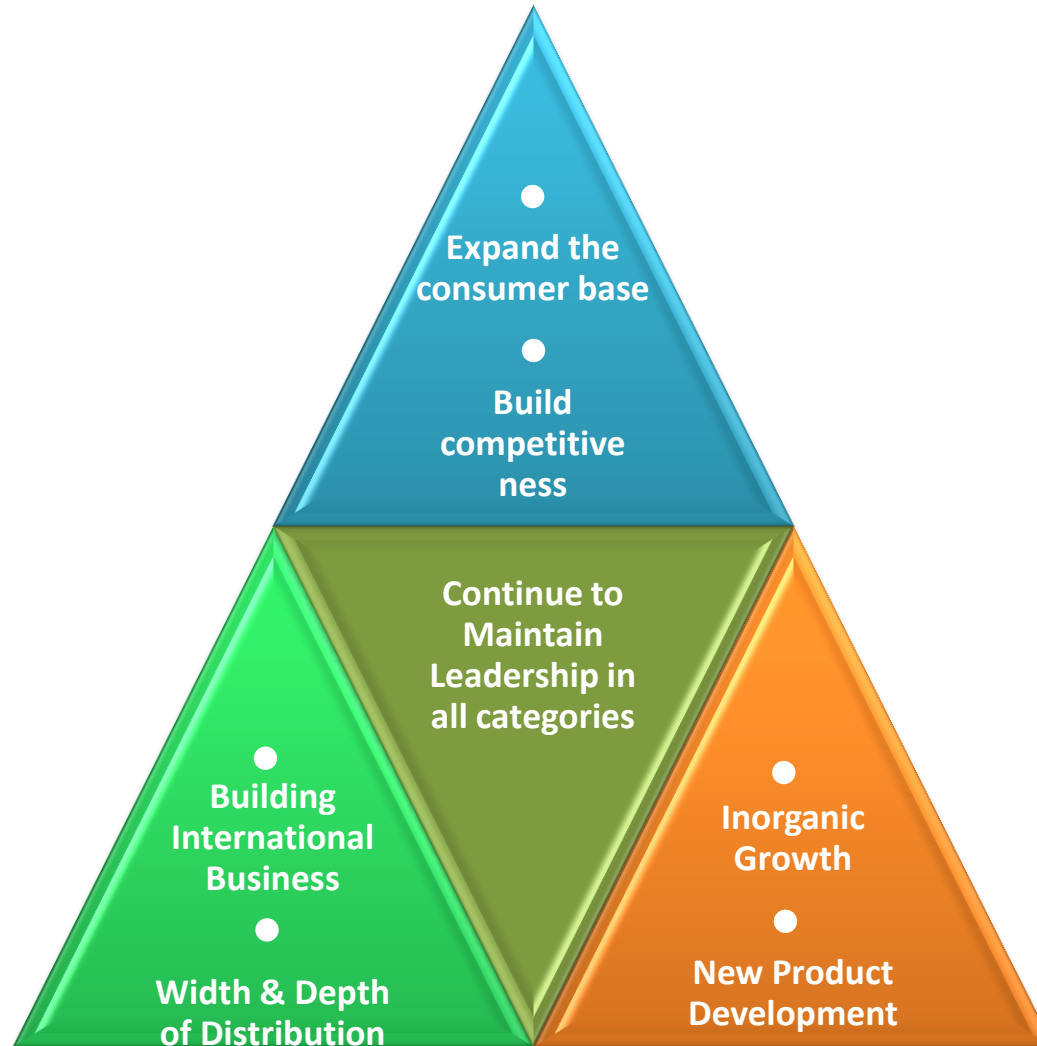 Expand the
consumer base
Build
competitive
ness
Continue to
Maintain
Leadership in
all categories
Building
International
Business
Width & Depth
of Distribution
Inorganic
Growth
New Product
Development